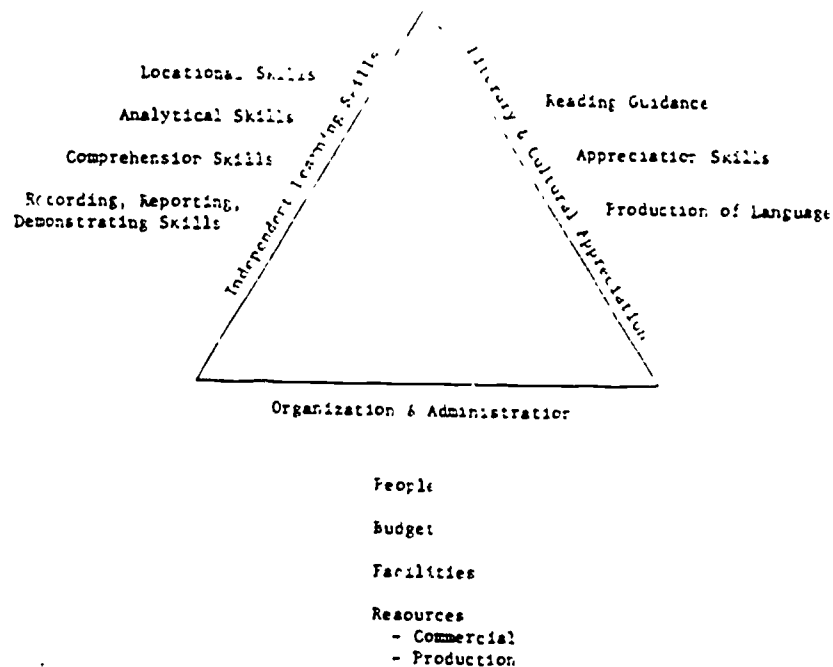 Locational Skills
Analytical Skills
Comprehension Skills
Recording, Reporting,
Demonstrating Skills
Independent Learning Skills
Literary & Cultural Appreciation
Reading Guidance
Appreciation Skills
Production of Language
Organization & Administration
People
Budget
Facilities
Resources
- Commercial
- Production